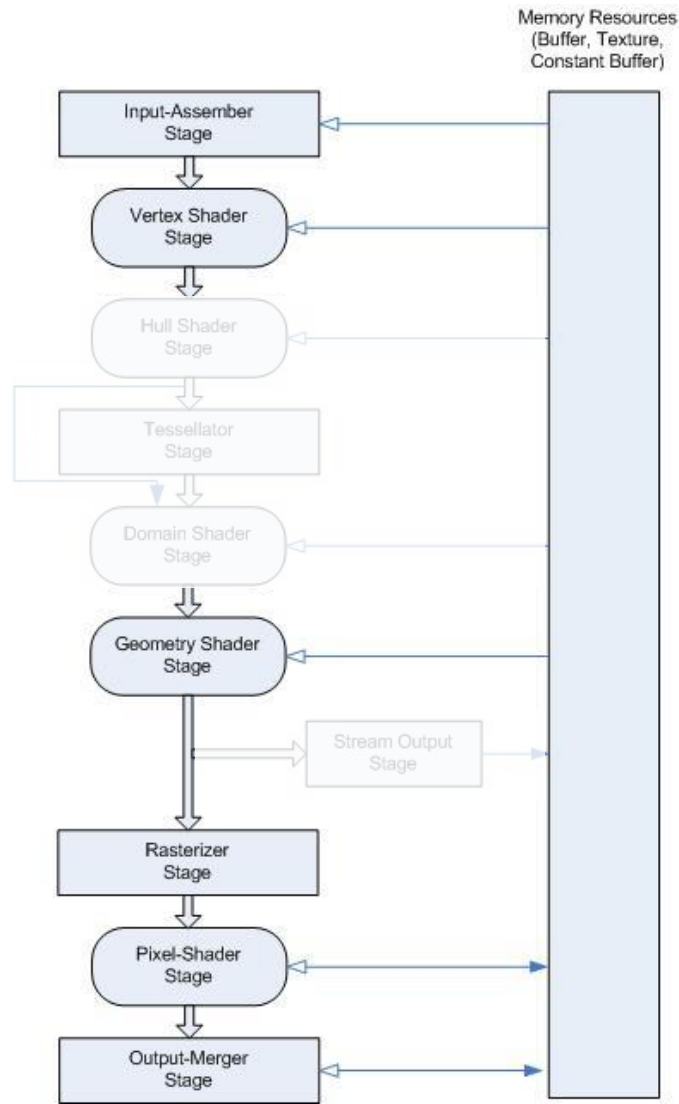 Memory Resources
(Buffer, Texture,
Constant Buffer)
Input-Assember
Stage
Vertex Shader
Stage
Hull Shader
Stage
Tessellator
Stage
Domain Shader
Stage
Geometry Shader
Stage
Stream Output
Stage
Rasterizer
Stage
Pixel-Shader
Stage
Output-Merger
Stage